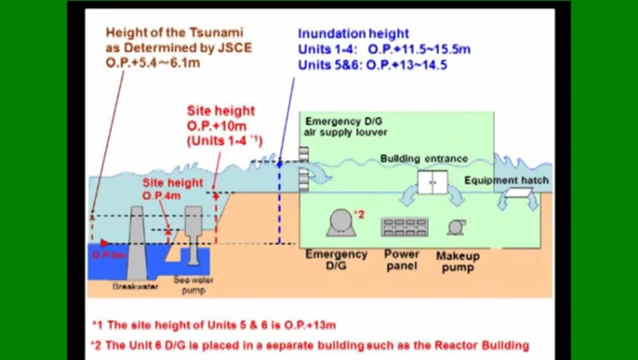 Height of the Tsunami
as Determined by JSCE
O.P.+5.4~6.1m
Inundation height
Units 1-4: O.P.+11.5~15.5m
Units 5&6: O.P.+13~14.5
Site height
O.P.+10m
(Units 1-4 *1)
Emergency D/G
air supply louver
Building entrance
Equipment hatch
Site height
O.P.4m
*2
O.P.0m
Emergency
D/G
Power
panel
Makeup
pump
Breakwater
Sea water
pump
*1 The site height of Units 5 & 6 is O.P.+13m
*2 The Unit 6 D/G is placed in a separate building such as the Reactor Building